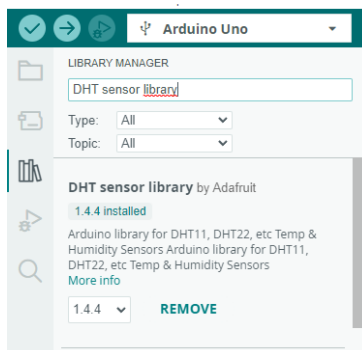 Arduino Uno
LIBRARY MANAGER
DHT sensor library
Type: All
Topic: All
DHT sensor library by Adafruit
1.4.4 installed
Arduino library for DHT11, DHT22, etc Temp &
Humidity Sensors Arduino library for DHT11,
DHT22, etc Temp & Humidity Sensors
More info
1.4.4 REMOVE